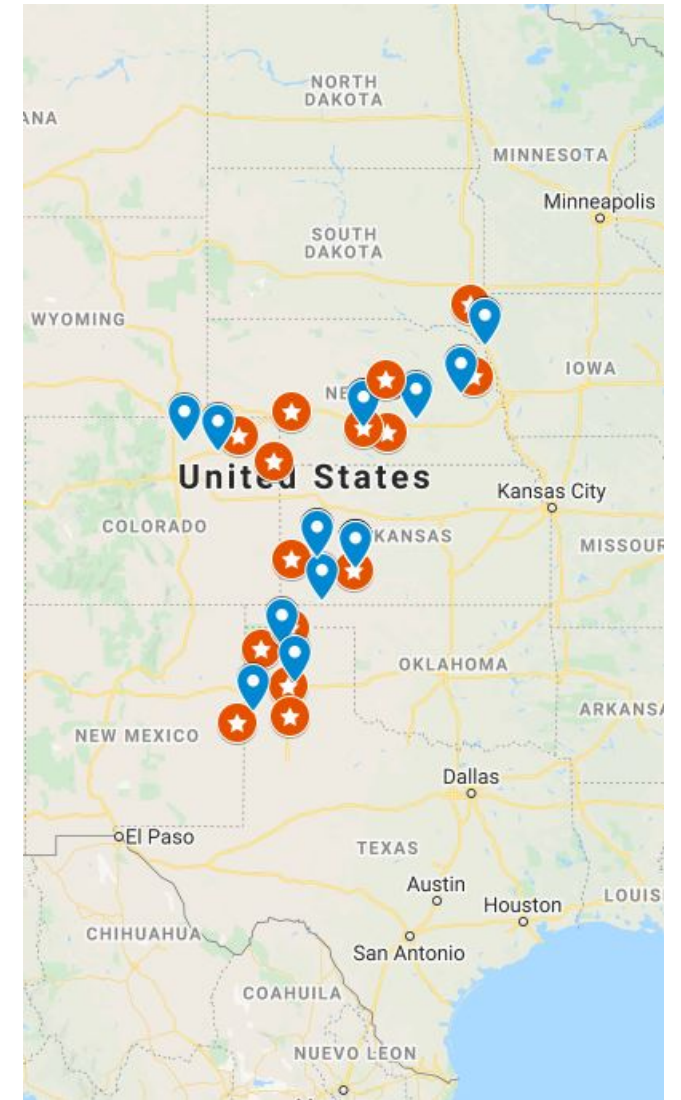 NORTH
DAKOTA
ANA
MINNESOTA
Minneapolis
SOUTH
DAKOTA
WYOMING
IOWA
NE
United States
Kansas City
COLORADO
KANSAS
MISSOUR
OKLAHOMA
ARKANSA
NEW MEXICO
Dallas
El Paso
TEXAS
Austin
Houston
LOUIS
CHIHUAHUA
San Antonio
COAHUILA
NUEVO LEON